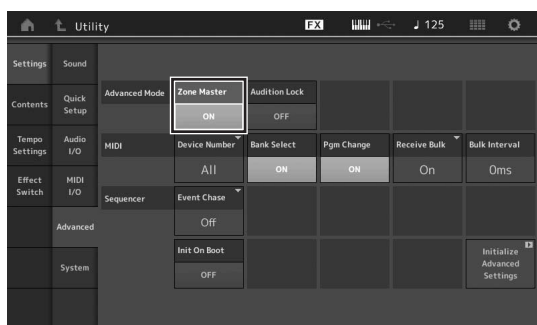 Utility FX 125
Settings Sound
Contents Quick Setup
Advanced Mode Zone Master Audition Lock
ON OFF
Tempo Settings Audio I/O
MIDI Device Number Bank Select Pgm Change Receive Bulk Bulk Interval
All ON ON On 0ms
Effect Switch MIDI I/O
Sequencer Event Chase
Off
Advanced
Init On Boot
OFF
System
Initialize Advanced Settings